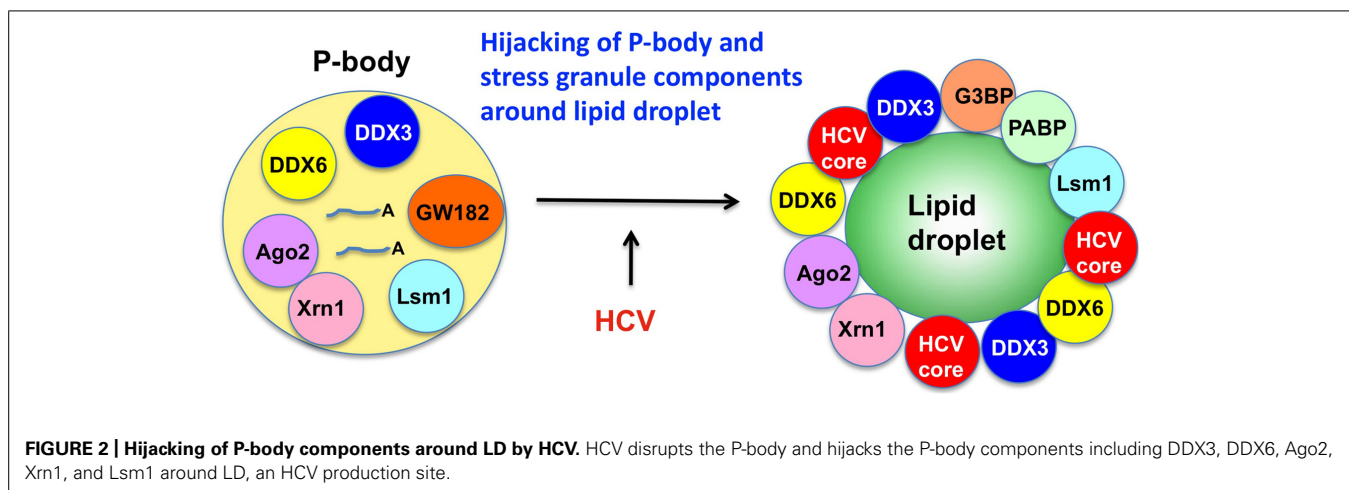 P-body
Hijacking of P-body and
stress granule components
around lipid droplet
DDX3
DDX6
A
GW182
Ago2
A
Lsm1
Xrn1
HCV
G3BP
DDX3
PABP
HCV
core
Lsm1
DDX6
Lipid
droplet
HCV
core
Ago2
DDX6
Xrn1
HCV
core
DDX3
FIGURE 2 | Hijacking of P-body components around LD by HCV. HCV disrupts the P-body and hijacks the P-body components including DDX3, DDX6, Ago2,
Xrn1, and Lsm1 around LD, an HCV production site.